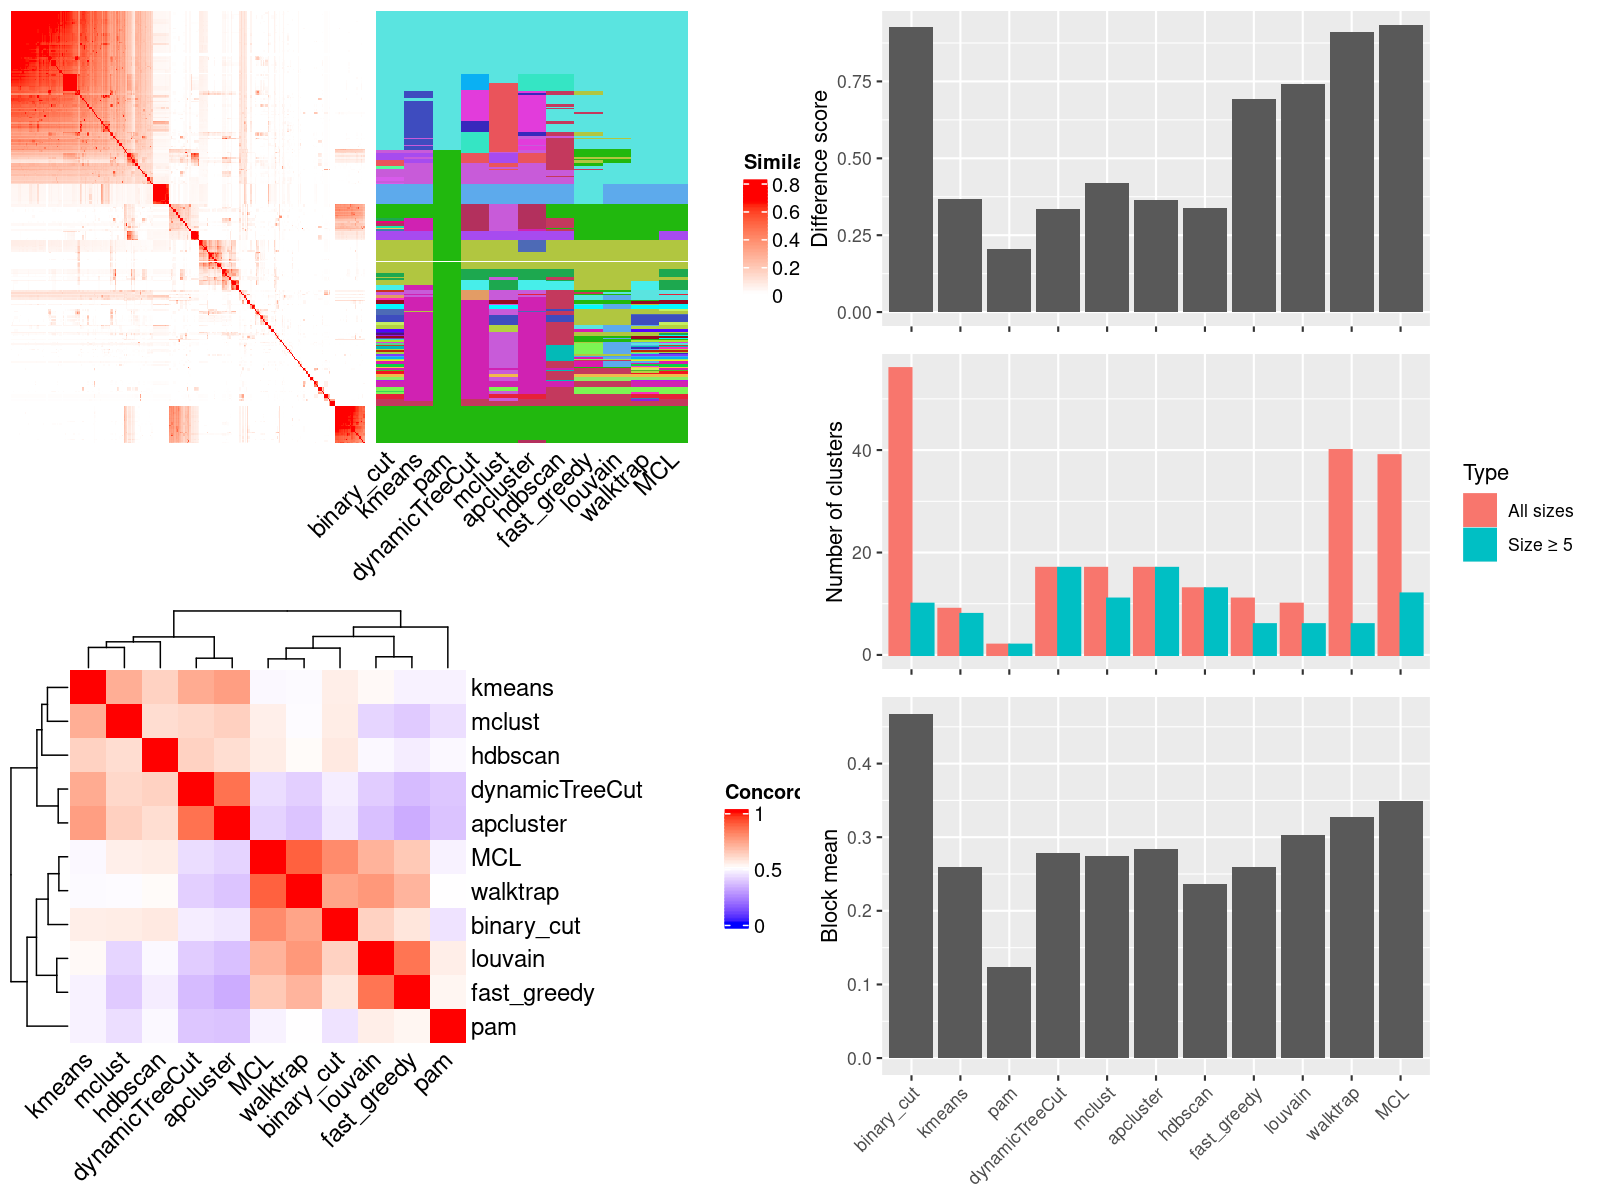 Simila
0.8
0.6
0.4
0.2
0
binary_cut
kmeans
pam
dynamicTreeCut
mclust
apcluster
hdbscan
fast_greedy
louvain
walktrap
MCL
Difference score
0.75
0.50
0.25
0.00
Number of clusters
40
20
0
Type
All sizes
Size ≥ 5
kmeans
mclust
hdbscan
dynamicTreeCut
apcluster
MCL
walktrap
binary_cut
louvain
fast_greedy
pam
kmeans
mclust
hdbscan
dynamicTreeCut
apcluster
MCL
walktrap
binary_cut
louvain
fast_greedy
pam
Concord
1
0.5
0
Block mean
0.4
0.3
0.2
0.1
0.0
binary_cut
kmeans
pam
dynamicTreeCut
mclust
apcluster
hdbscan
fast_greedy
louvain
walktrap
MCL